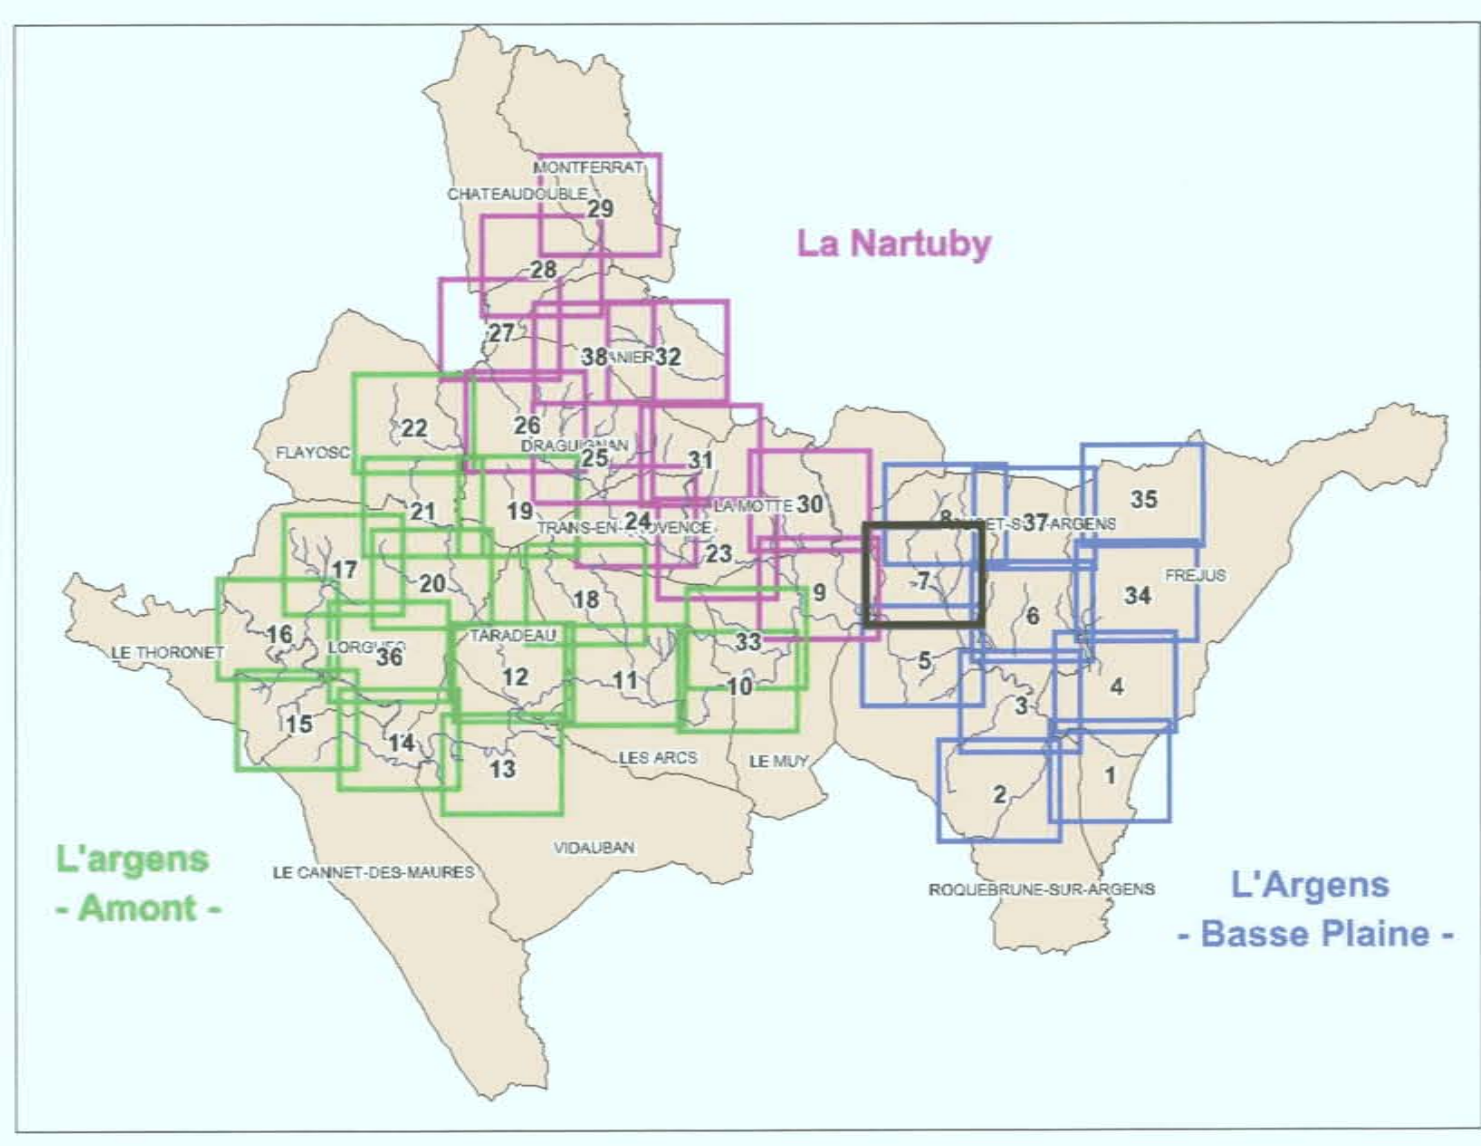 MONTFERRAT
CHATEAUDOUBLE
29
La Nartuby
28
27
38
32
22
26
DRAGUIGNAN
FLAYOSC
25
31
35
21
19
LA MOTTE
30
24
8
37
TRANS-EN-PROVENCE
23
17
20
7
FREJUS
9
34
18
6
16
TARADEAU
33
LE THORONET
LORGUES
36
5
12
11
10
4
3
15
14
13
LES ARCS
LE MUY
1
2
L'argens
- Amont -
VIDAUBAN
LE CANNET-DES-MAURES
ROQUEBRUNE-SUR-ARGENS
L'Argens
- Basse Plaine -